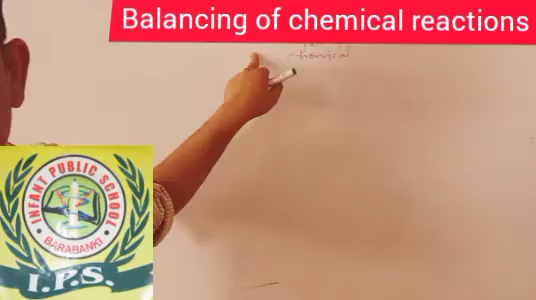 Balancing of chemical reactions
chemical
INFANT PUBLIC SCHOOL
BARABANKI
I.P.S.